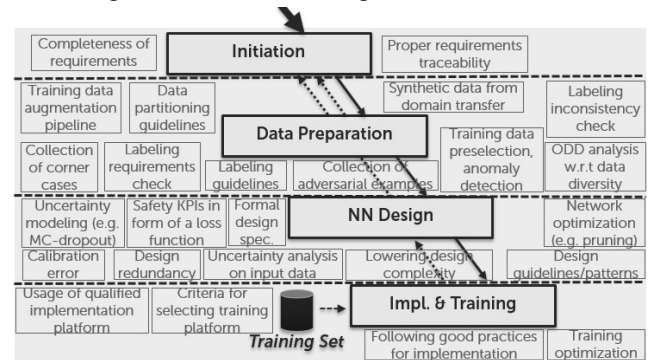 Completeness of
requirements
Initiation
Proper requirements
traceability
Training data
augmentation
pipeline
Data
partitioning
guidelines
Synthetic data from
domain transfer
Labeling
inconsistency
check
Data Preparation
Collection
of corner
cases
Labeling
requirements
check
Labeling
guidelines
Collection of
adversarial examples
Training data
preselection,
anomaly
detection
ODD analysis
w.r.t data
diversity
Uncertainty
modeling (e.g.
MC-dropout)
Safety KPIs in
form of a loss
function
Formal
design
spec.
NN Design
Network
optimization
(e.g. pruning)
Calibration
error
Design
redundancy
Uncertainty analysis
on input data
Lowering design
complexity
Design
guidelines/patterns
Usage of qualified
implementation
platform
Criteria for
selecting training
platform
Training Set
Impl. & Training
Following good practices
for implementation
Training
optimization